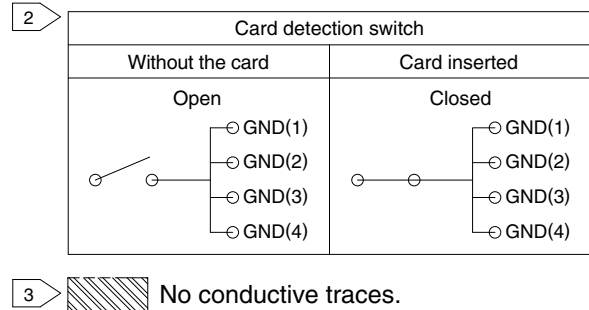 2
Card detection switch
Without the card Card inserted
Open Closed
GND(1) GND(1)
GND(2) GND(2)
GND(3) GND(3)
GND(4) GND(4)
3 No conductive traces.